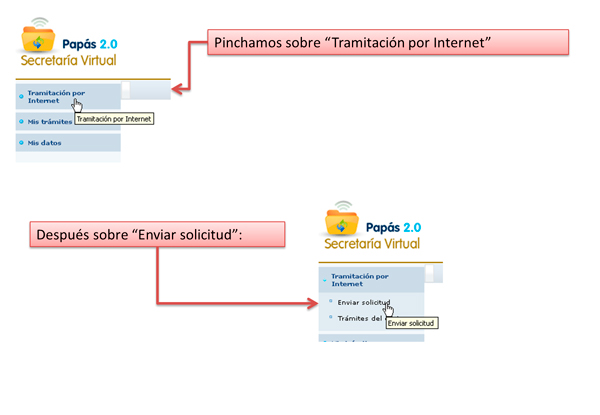 Papás 2.0
Secretaría Virtual
Pinchamos sobre “Tramitación por Internet”
Tramitación por
Internet
Tramitación por Internet
Mis trámites
Mis datos
Después sobre “Enviar solicitud”:
Papás 2.0
Secretaría Virtual
Tramitación por
Internet
Enviar solicitud
Enviar solicitud
Trámites del